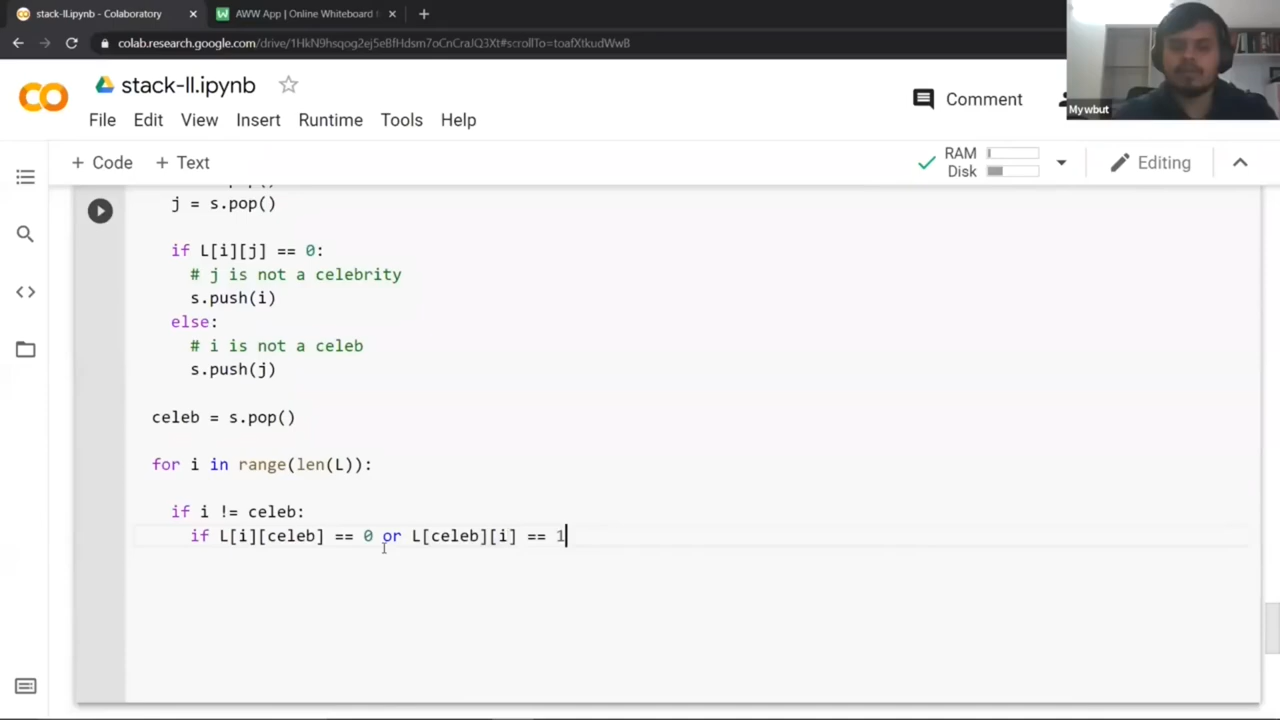 stack-ll.ipynb - Colaboratory
AWW App | Online Whiteboard
colab.research.google.com/drive/1HkN9hsqog2ej5eBfHdsm7oCnCraJQ3Xt#scrollTo=toafXtkudWwB
Mywbut
CO
stack-ll.ipynb
File Edit View Insert Runtime Tools Help
Comment
+ Code + Text
RAM
Disk
Editing
j = s.pop()
if L[i][j] == 0:
# j is not a celebrity
s.push(i)
else:
# i is not a celeb
s.push(j)
celeb = s.pop()
for i in range(len(L)):
if i != celeb:
if L[i][celeb] == 0 or L[celeb][i] == 1